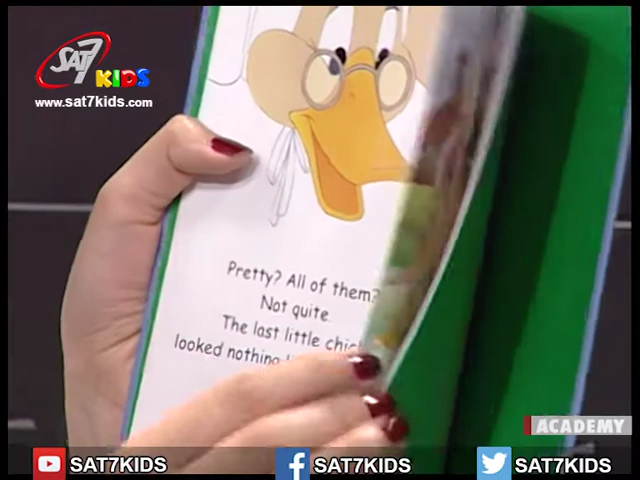 SAT7
KIDS
www.sat7kids.com
Pretty? All of them?
Not quite.
The last little
looked nothing
ACADEMY
SAT7KIDS
SAT7KIDS
SAT7KIDS